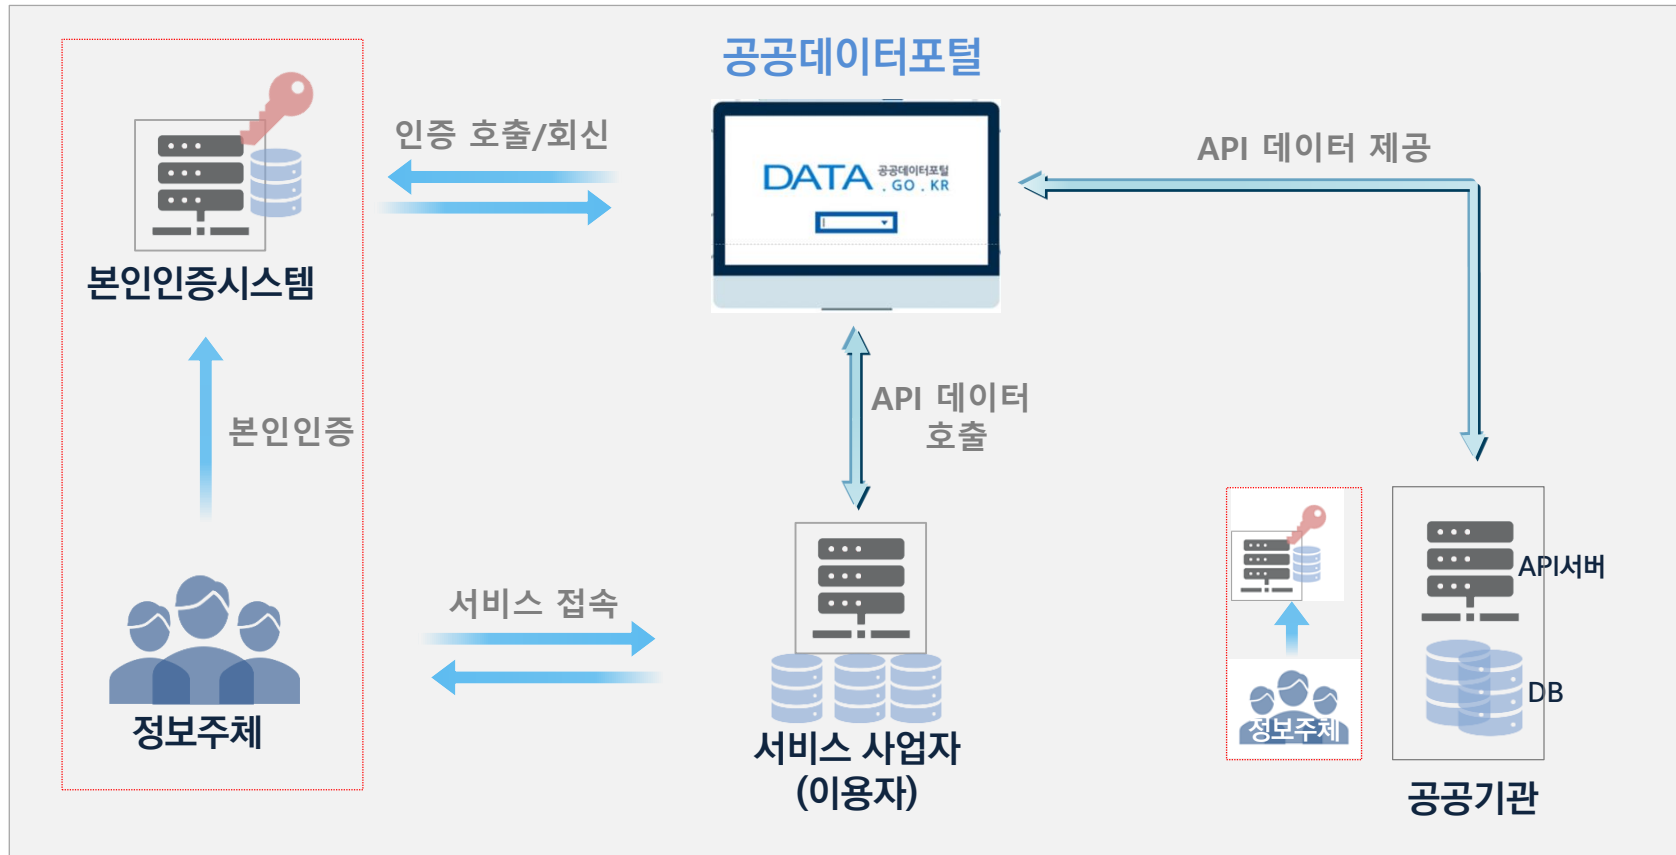 공공데이터포털
인증 호출/회신
API 데이터 제공
DATA 공공데이터포털
.GO.KR
본인인증시스템
API 데이터
호출
본인인증
서비스 접속
API서버
DB
정보주체
정보주체
서비스 사업자
(이용자)
공공기관